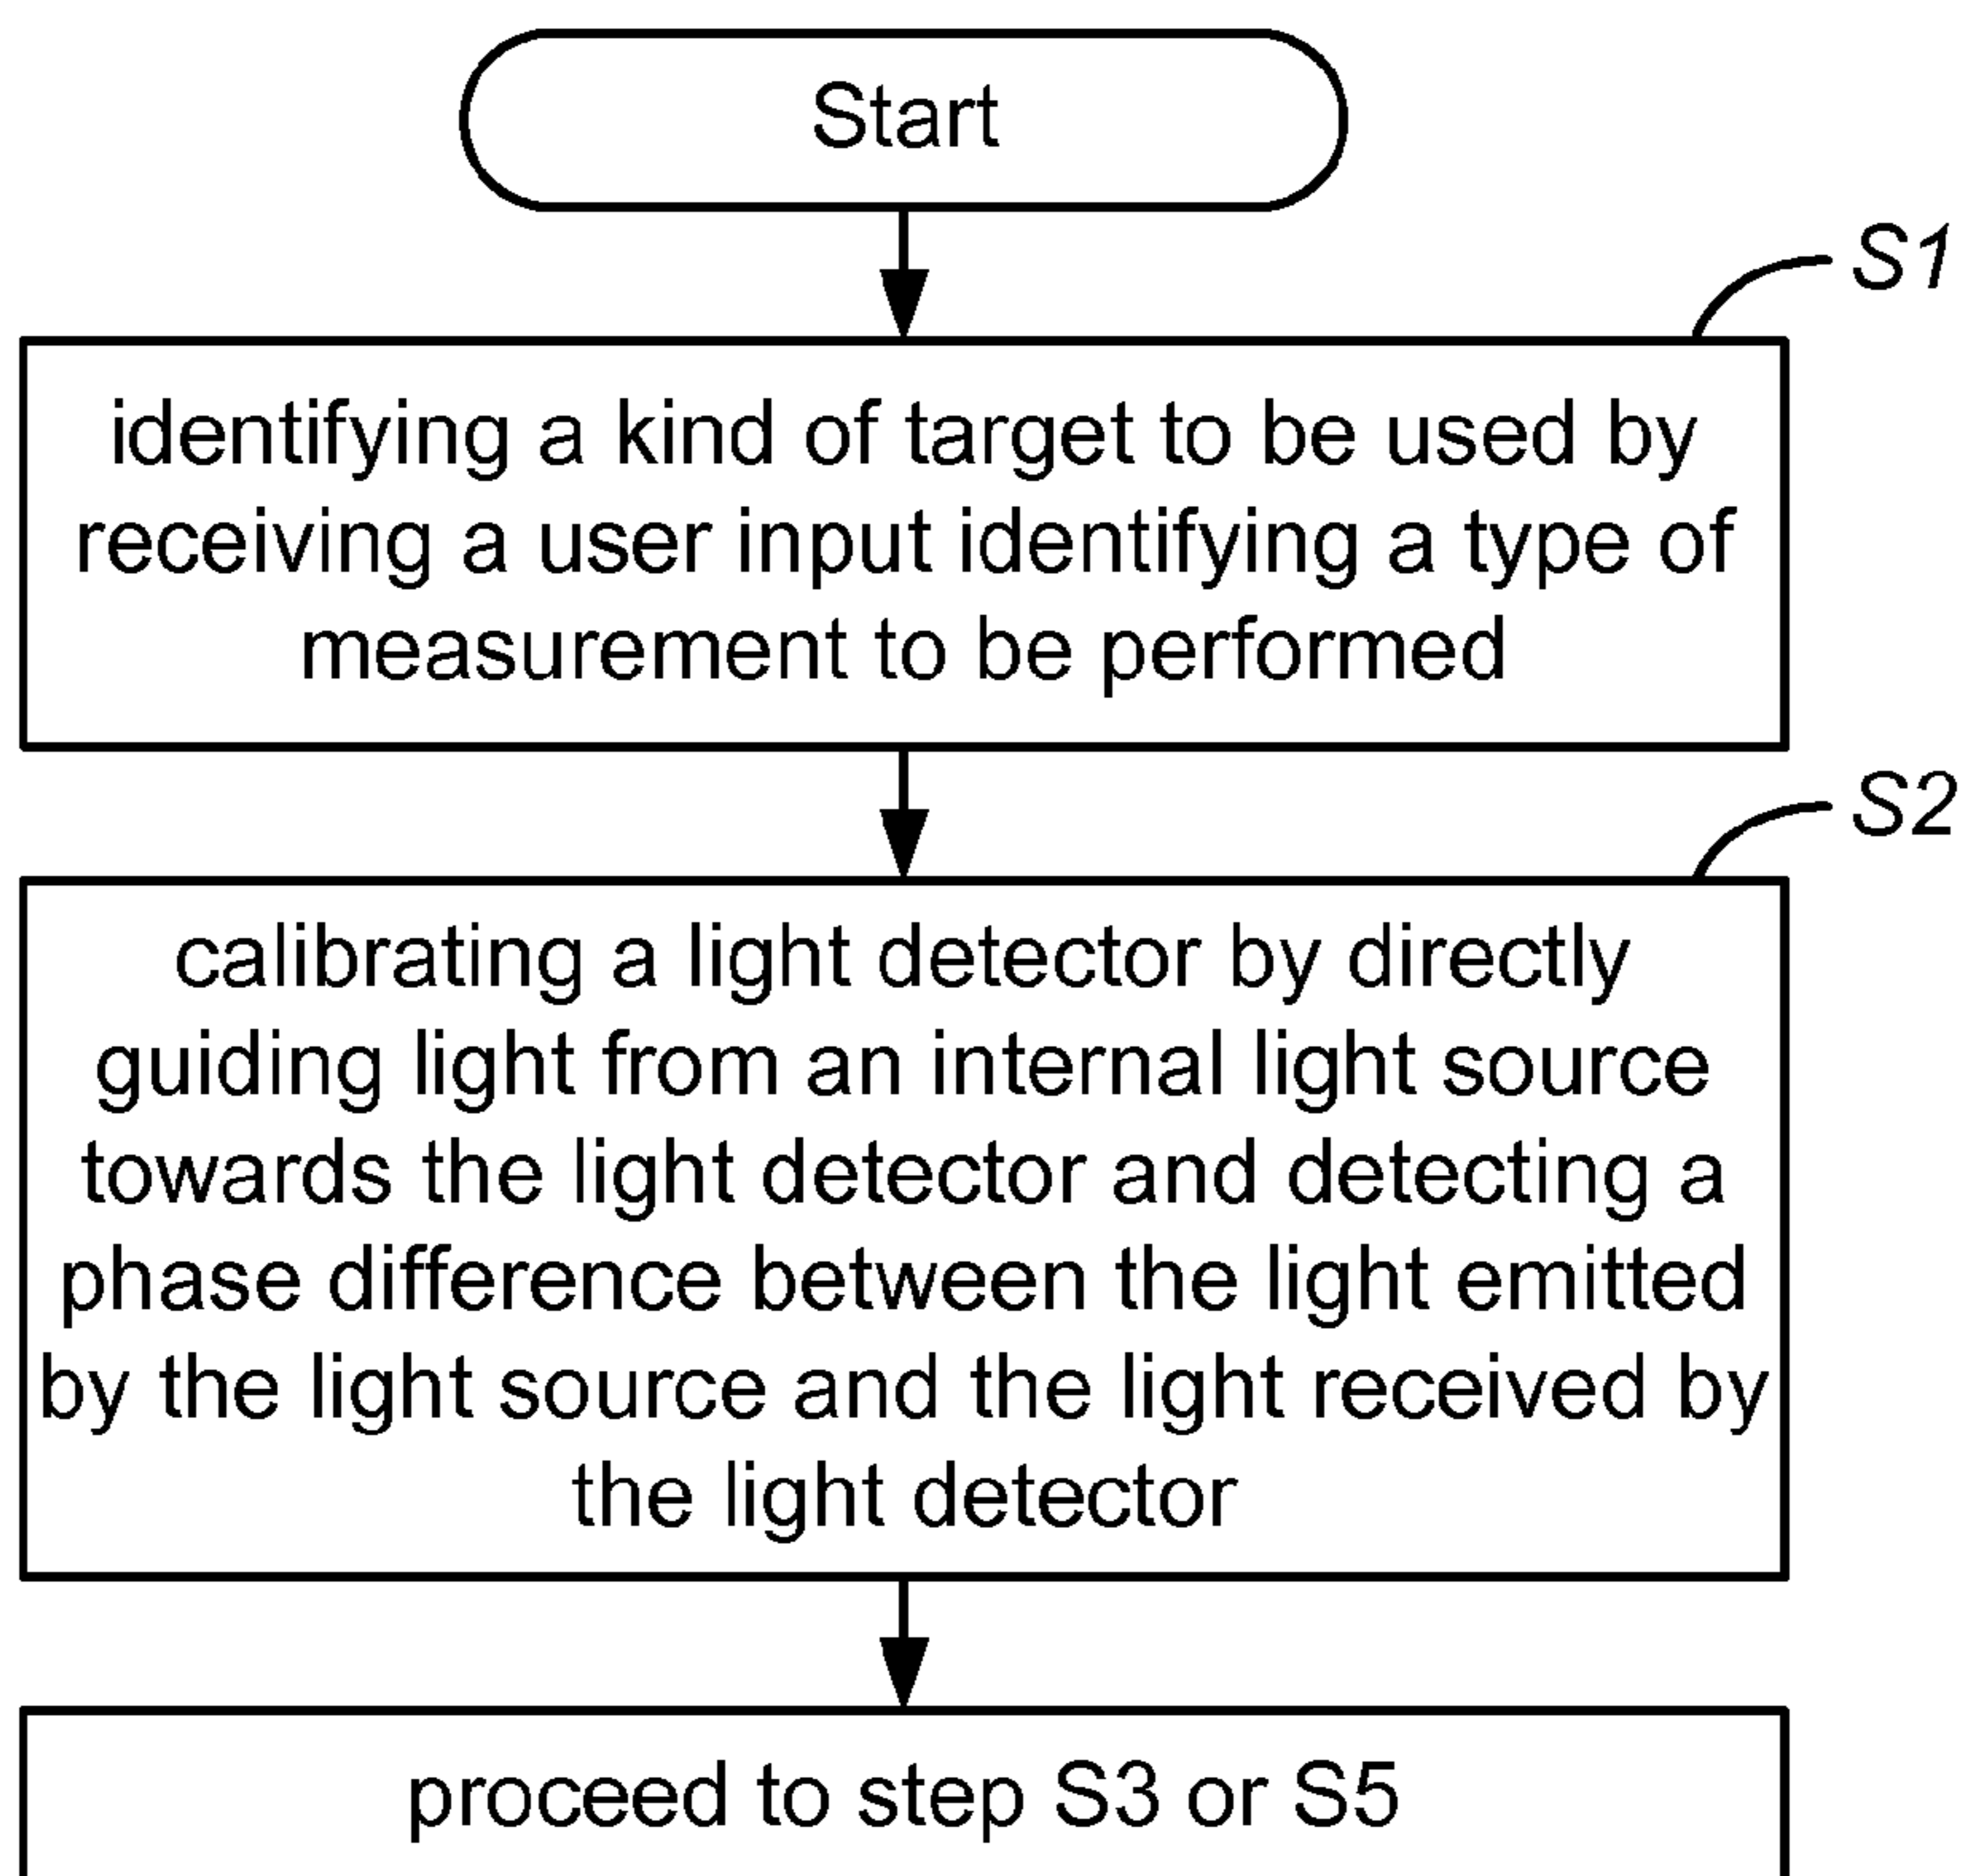 Start
S1
identifying a kind of target to be used by
receiving a user input identifying a type of
measurement to be performed
S2
calibrating a light detector by directly
guiding light from an internal light source
towards the light detector and detecting a
phase difference between the light emitted
by the light source and the light received by
the light detector
proceed to step S3 or S5